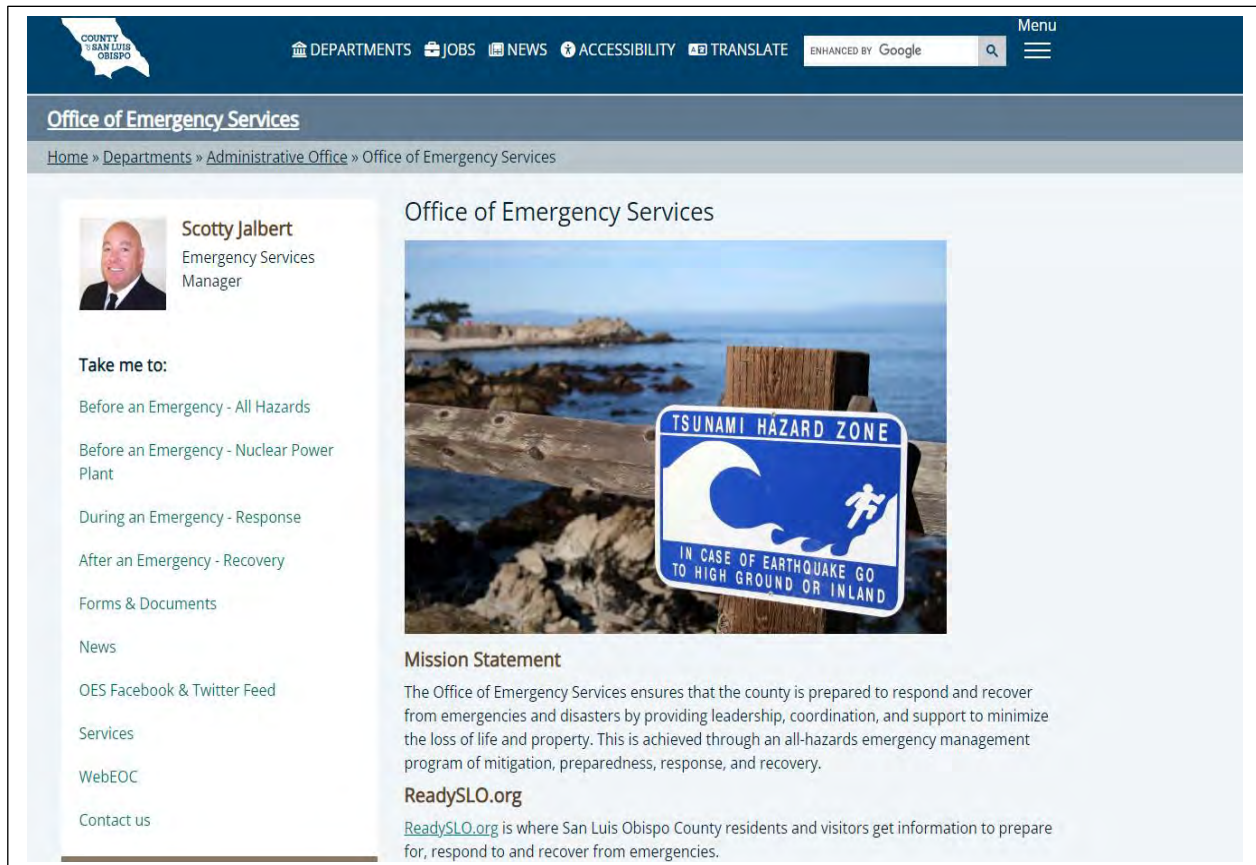 COUNTY
OF SAN LUIS
OBISPO
DEPARTMENTS JOBS NEWS ACCESSIBILITY TRANSLATE ENHANCED BY Google
Menu
Office of Emergency Services
Home » Departments » Administrative Office » Office of Emergency Services
Scotty Jalbert
Emergency Services
Manager
Take me to:
Before an Emergency - All Hazards
Before an Emergency - Nuclear Power
Plant
During an Emergency - Response
After an Emergency - Recovery
Forms & Documents
News
OES Facebook & Twitter Feed
Services
WebEOC
Contact us
Office of Emergency Services
TSUNAMI HAZARD ZONE
IN CASE OF EARTHQUAKE GO
TO HIGH GROUND OR INLAND
Mission Statement
The Office of Emergency Services ensures that the county is prepared to respond and recover
from emergencies and disasters by providing leadership, coordination, and support to minimize
the loss of life and property. This is achieved through an all-hazards emergency management
program of mitigation, preparedness, response, and recovery.
ReadySLO.org
ReadySLO.org is where San Luis Obispo County residents and visitors get information to prepare
for, respond to and recover from emergencies.